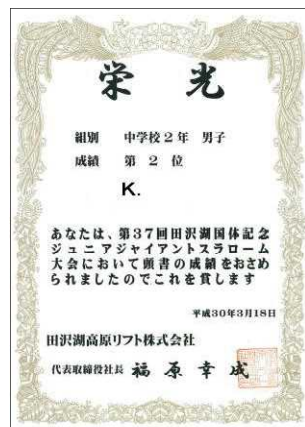 栄光
組別 中学校2年 男子
成績 第2位
K.
あなたは、第37回田沢湖国体記念
ジュニアジャイアントスラローム
大会において頭書の成績をおさめ
られましたのでこれを賞します
平成30年3月18日
田沢湖高原リフト株式会社
代表取締役社長 福原幸成